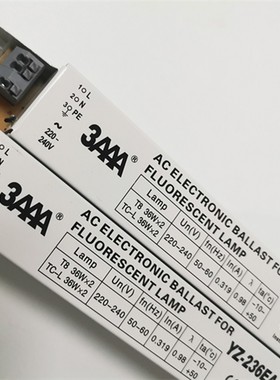 1○L
2○N
3○PE
220-
240V
3AAA®
AC ELECTRONIC BALLAST FOR
FLUORESCENT LAMP
Lamp Un(V) fn(Hz) In(A) λ ta(℃)
T8 36W×2 220-240 50-60 0.319 0.98 -10-
TC-L 36W×2 +50
3AAA®
AC ELECTRONIC BALLAST FOR
FLUORESCENT LAMP
YZ-236EA
Lamp Un(V) fn(Hz) In(A) λ ta(℃)
T8 36W×2 220-240 50-60 0.319 0.98 -10-
TC-L 36W×2 +50